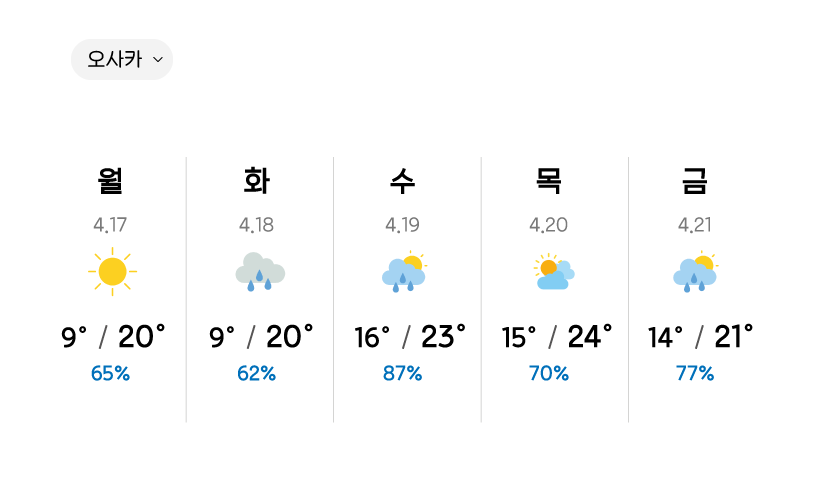 오사카
월 화 수 목 금
4.17 4.18 4.19 4.20 4.21
9° / 20° 9° / 20° 16° / 23° 15° / 24° 14° / 21°
65% 62% 87% 70% 77%